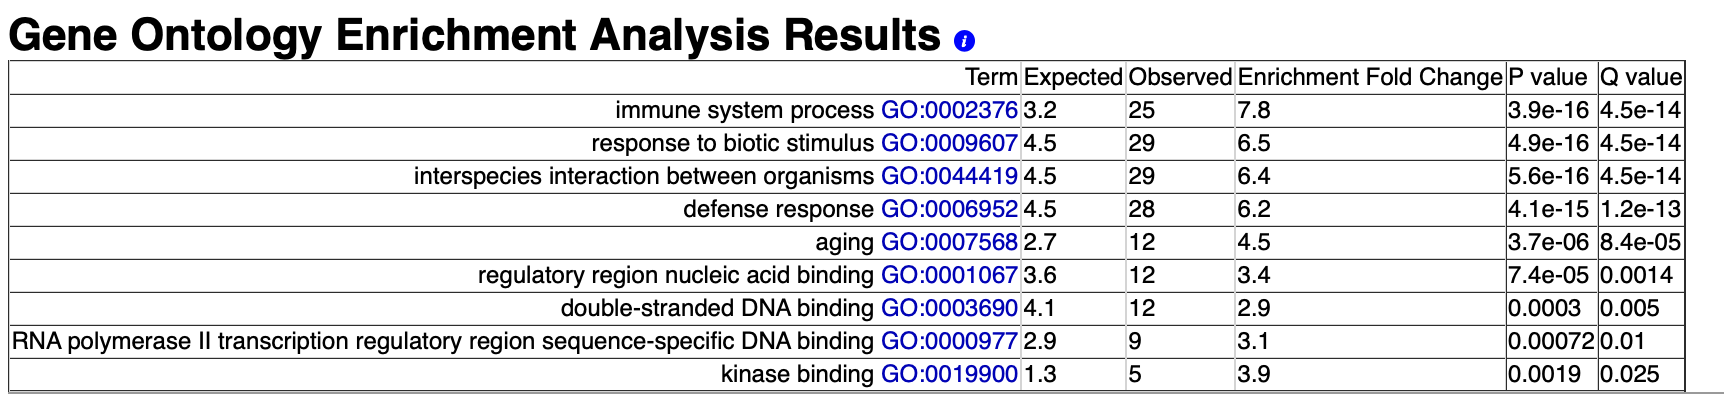 Gene Ontology Enrichment Analysis Results i
Term Expected Observed Enrichment Fold Change P value Q value
immune system process GO:0002376 3.2 25 7.8 3.9e-16 4.5e-14
response to biotic stimulus GO:0009607 4.5 29 6.5 4.9e-16 4.5e-14
interspecies interaction between organisms GO:0044419 4.5 29 6.4 5.6e-16 4.5e-14
defense response GO:0006952 4.5 28 6.2 4.1e-15 1.2e-13
aging GO:0007568 2.7 12 4.5 3.7e-06 8.4e-05
regulatory region nucleic acid binding GO:0001067 3.6 12 3.4 7.4e-05 0.0014
double-stranded DNA binding GO:0003690 4.1 12 2.9 0.0003 0.005
RNA polymerase II transcription regulatory region sequence-specific DNA binding GO:0000977 2.9 9 3.1 0.00072 0.01
kinase binding GO:0019900 1.3 5 3.9 0.0019 0.025